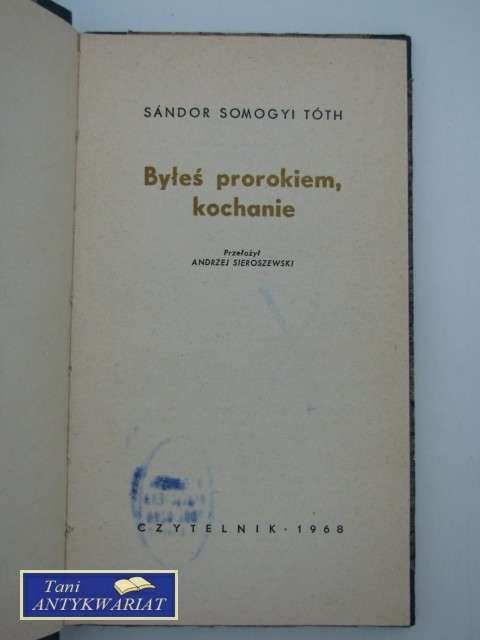 SÁNDOR SOMOGYI TÓTH
Byłeś prorokiem,
kochanie
Przełożył
ANDRZEJ SIEROSZEWSKI
CZYTELNIK · 1968
Tani
ANTYKWARIAT